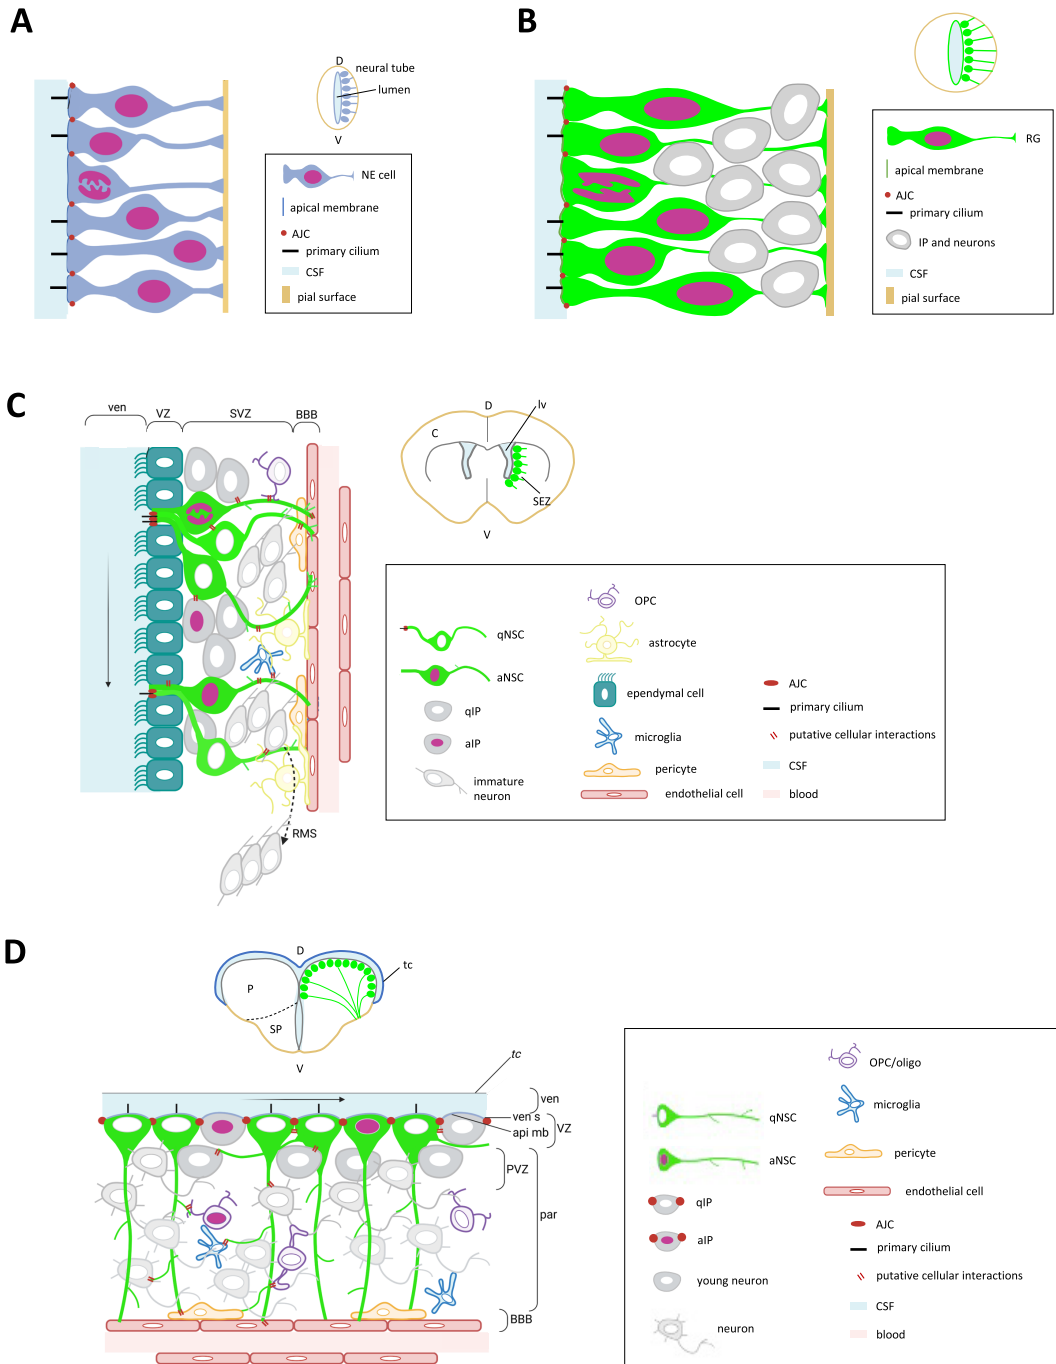 A
D
neural tube
lumen
V
NE cell
apical membrane
AJC
primary cilium
CSF
pial surface
B
RG
apical membrane
AJC
primary cilium
IP and neurons
CSF
pial surface
C
ven
VZ
SVZ
BBB
RMS
D
lv
C
SEZ
V
qNSC
aNSC
qIP
aIP
immature
neuron
OPC
astrocyte
ependymal cell
microglia
pericyte
endothelial cell
AJC
primary cilium
putative cellular interactions
CSF
blood
D
D
tc
P
SP
V
tc
ven
ven s
api mb
VZ
PVZ
par
BBB
qNSC
aNSC
qIP
aIP
young neuron
neuron
OPC/oligo
microglia
pericyte
endothelial cell
AJC
primary cilium
putative cellular interactions
CSF
blood